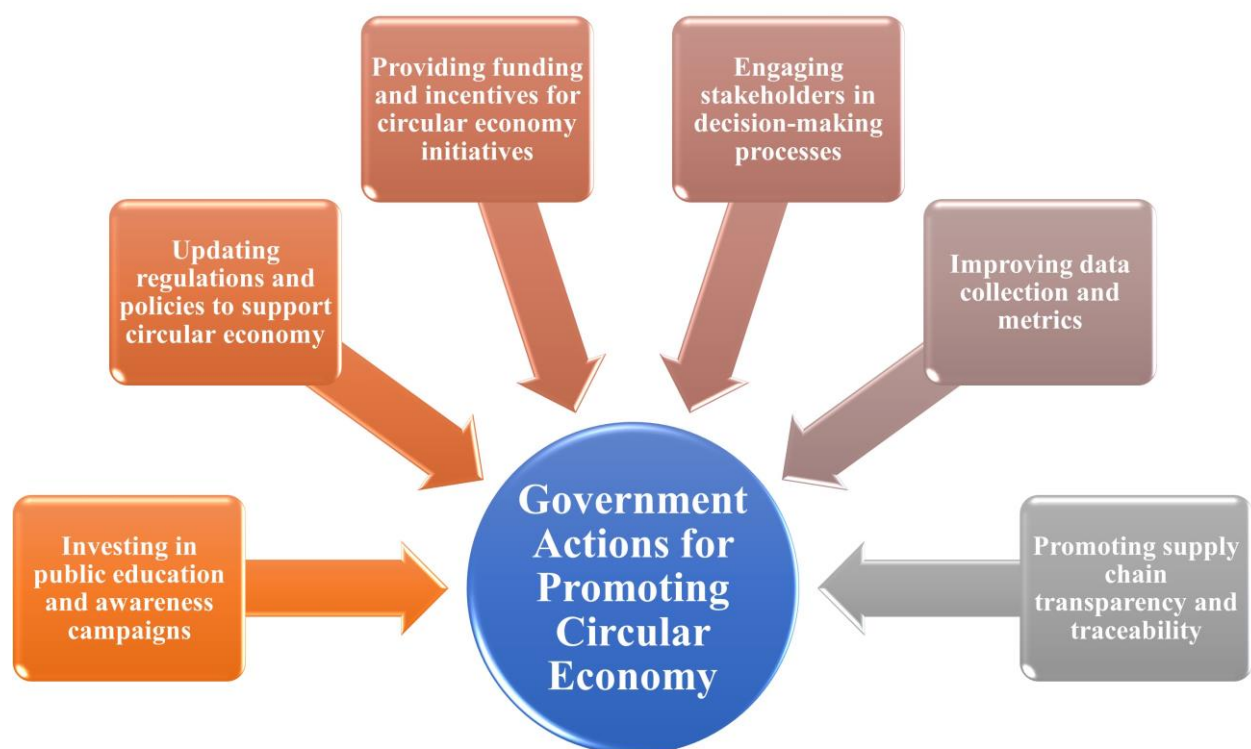 Providing funding
and incentives for
circular economy
initiatives
Engaging
stakeholders in
decision-making
processes
Updating
regulations and
policies to support
circular economy
Improving data
collection and
metrics
Investing in
public education
and awareness
campaigns
Government
Actions for
Promoting
Circular
Economy
Promoting supply
chain
transparency and
traceability